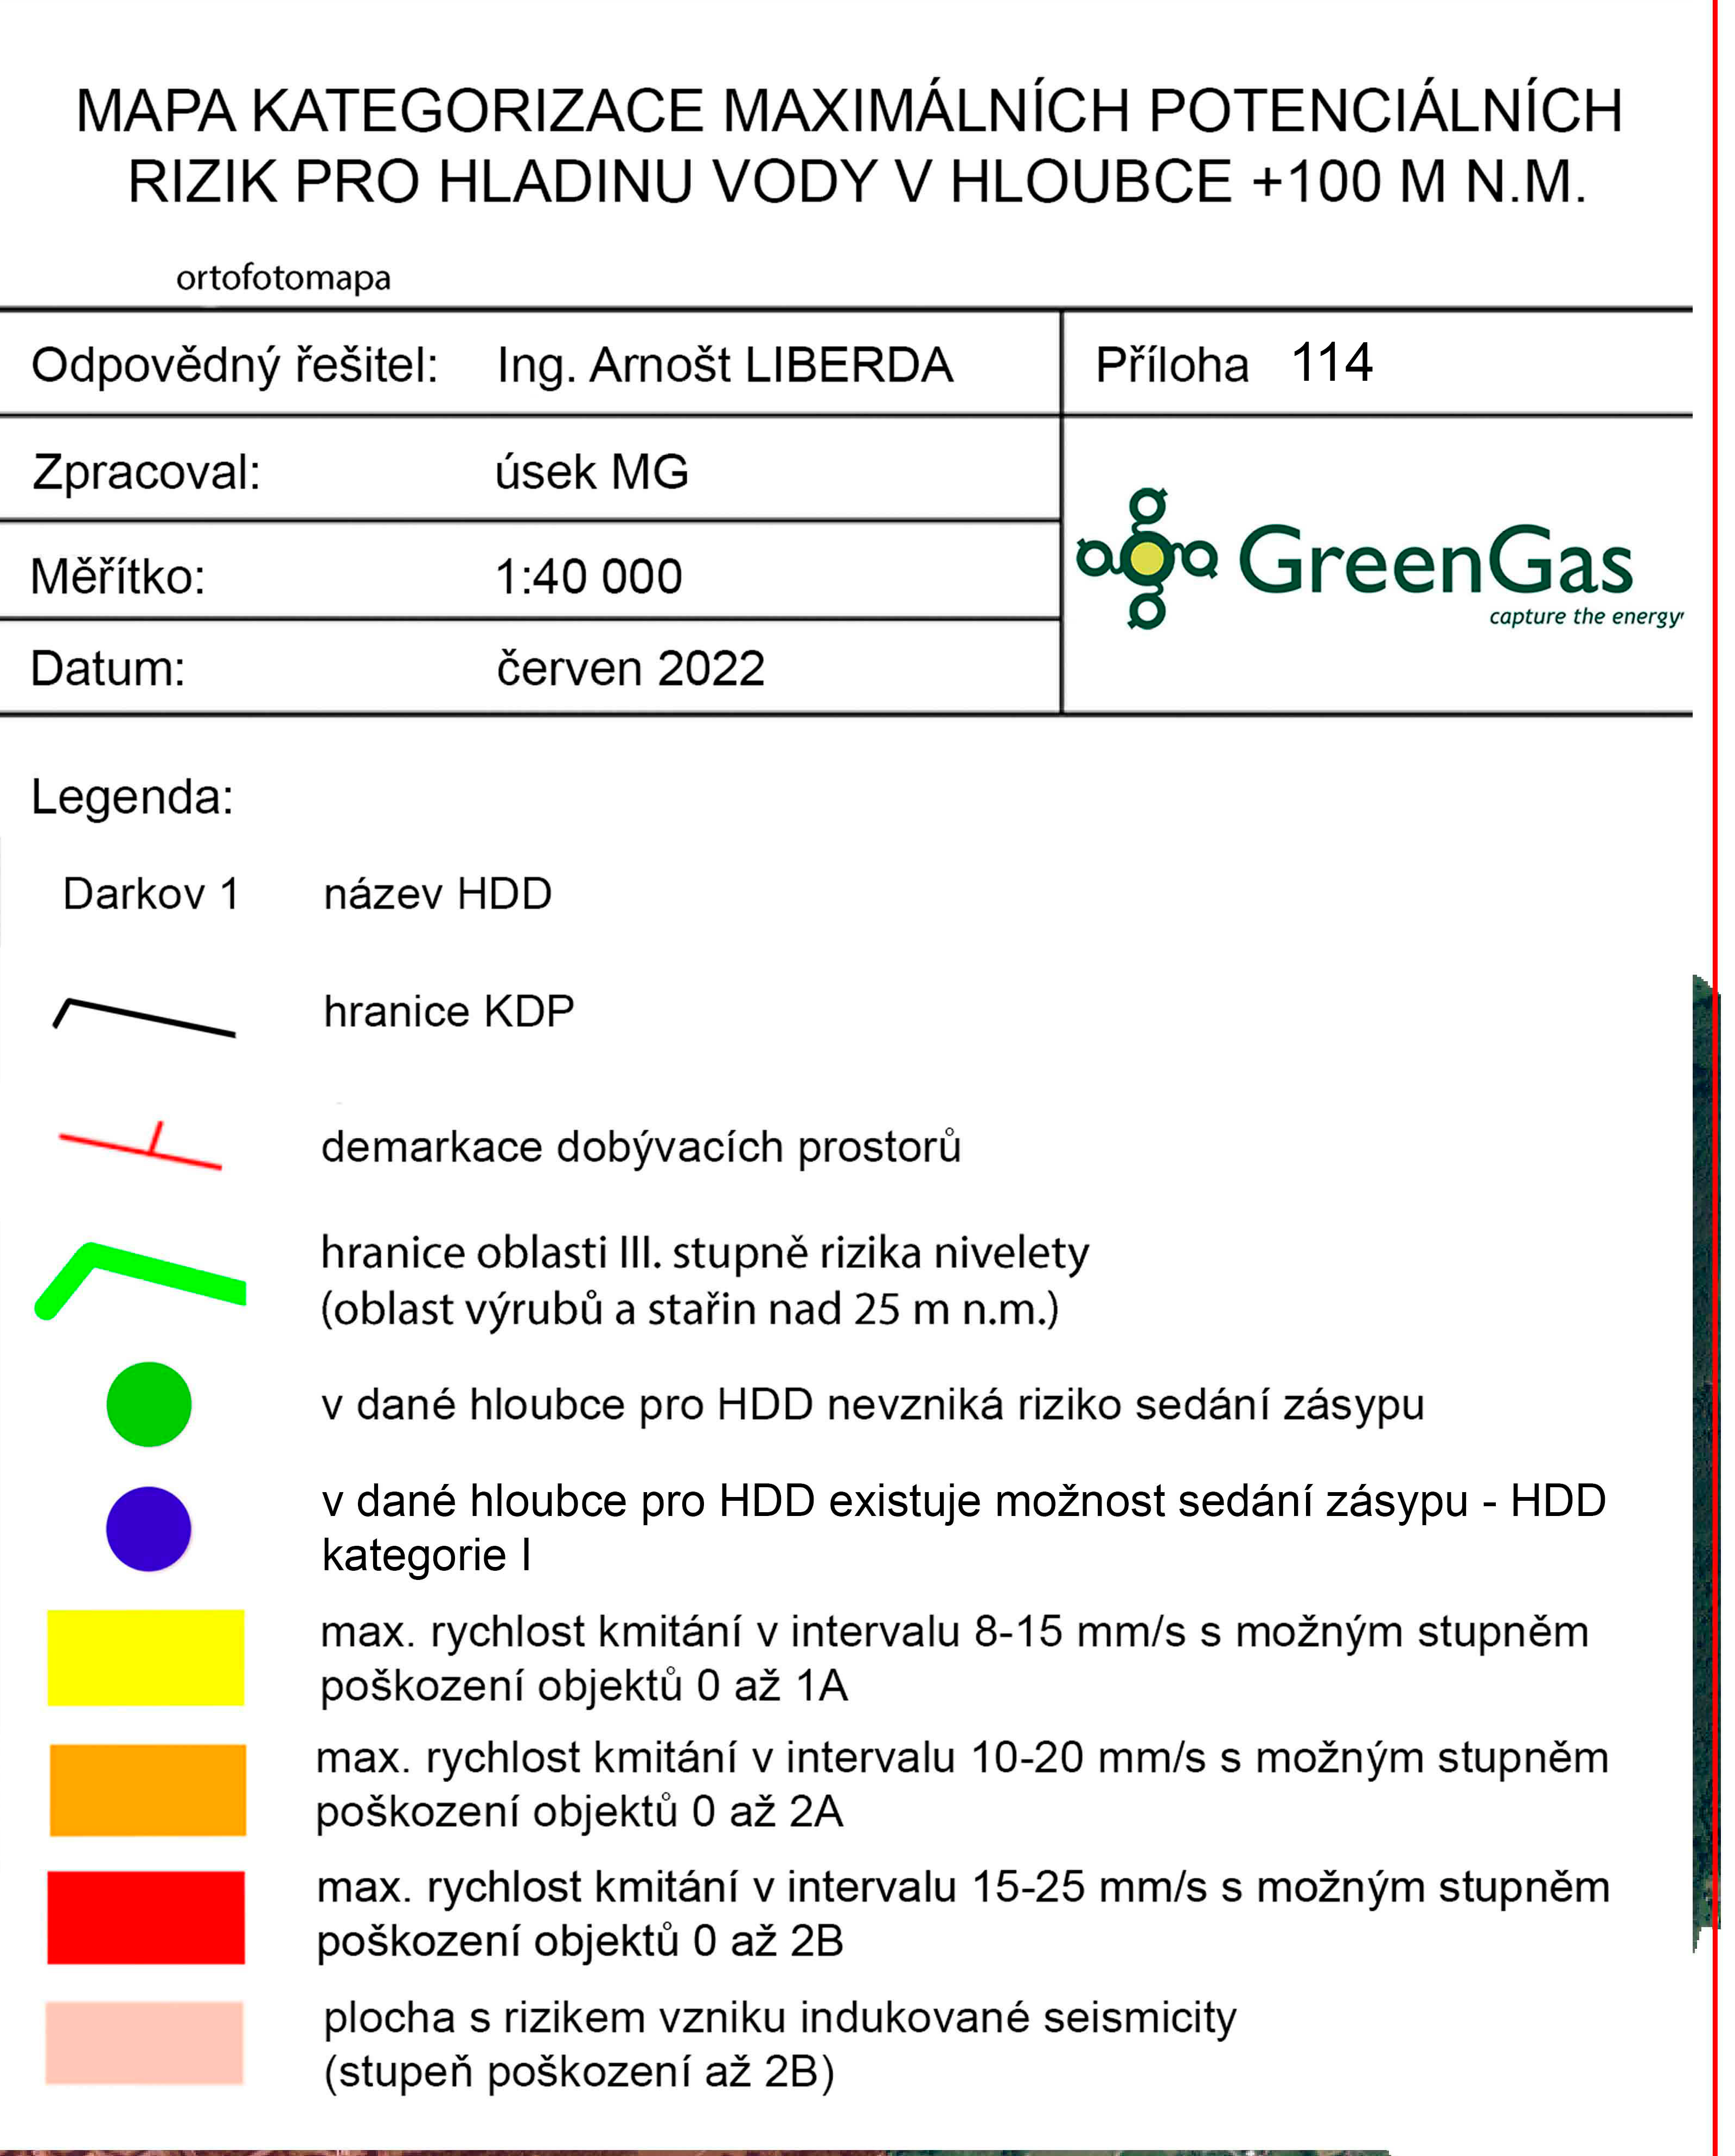 MAPA KATEGORIZACE MAXIMÁLNÍCH POTENCIÁLNÍCH
RIZIK PRO HLADINU VODY V HLOUBCE +100 M N.M.
ortofotomapa
Odpovědný řešitel: Ing. Arnošt LIBERDA Příloha 114
Zpracoval: úsek MG
Měřítko: 1:40 000
GreenGas
capture the energy
Datum: červen 2022
Legenda:
Darkov 1 název HDD
hranice KDP
demarkace dobývacích prostorů
hranice oblasti III. stupně rizika nivelety
(oblast výrubů a stařin nad 25 m n.m.)
v dané hloubce pro HDD nevzniká riziko sedání zásypu
v dané hloubce pro HDD existuje možnost sedání zásypu - HDD
kategorie I
max. rychlost kmitání v intervalu 8-15 mm/s s možným stupněm
poškození objektů 0 až 1A
max. rychlost kmitání v intervalu 10-20 mm/s s možným stupněm
poškození objektů 0 až 2A
max. rychlost kmitání v intervalu 15-25 mm/s s možným stupněm
poškození objektů 0 až 2B
plocha s rizikem vzniku indukované seismicity
(stupeň poškození až 2B)